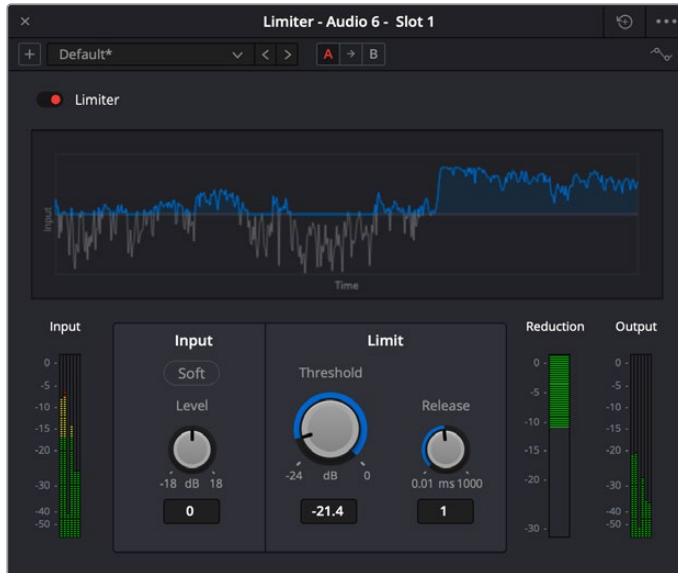 Limiter - Audio 6 - Slot 1
Default*
A
B
Limiter
Input
Time
Input
0
-5
-10
-15
-20
-30
-40
-50
Input
Soft
Level
-18 dB 18
0
Limit
Threshold
-24 dB 0
-21.4
Release
0.01 ms 1000
1
Reduction
0
-5
-10
-15
-20
-30
Output
0
-5
-10
-15
-20
-30
-40
-50